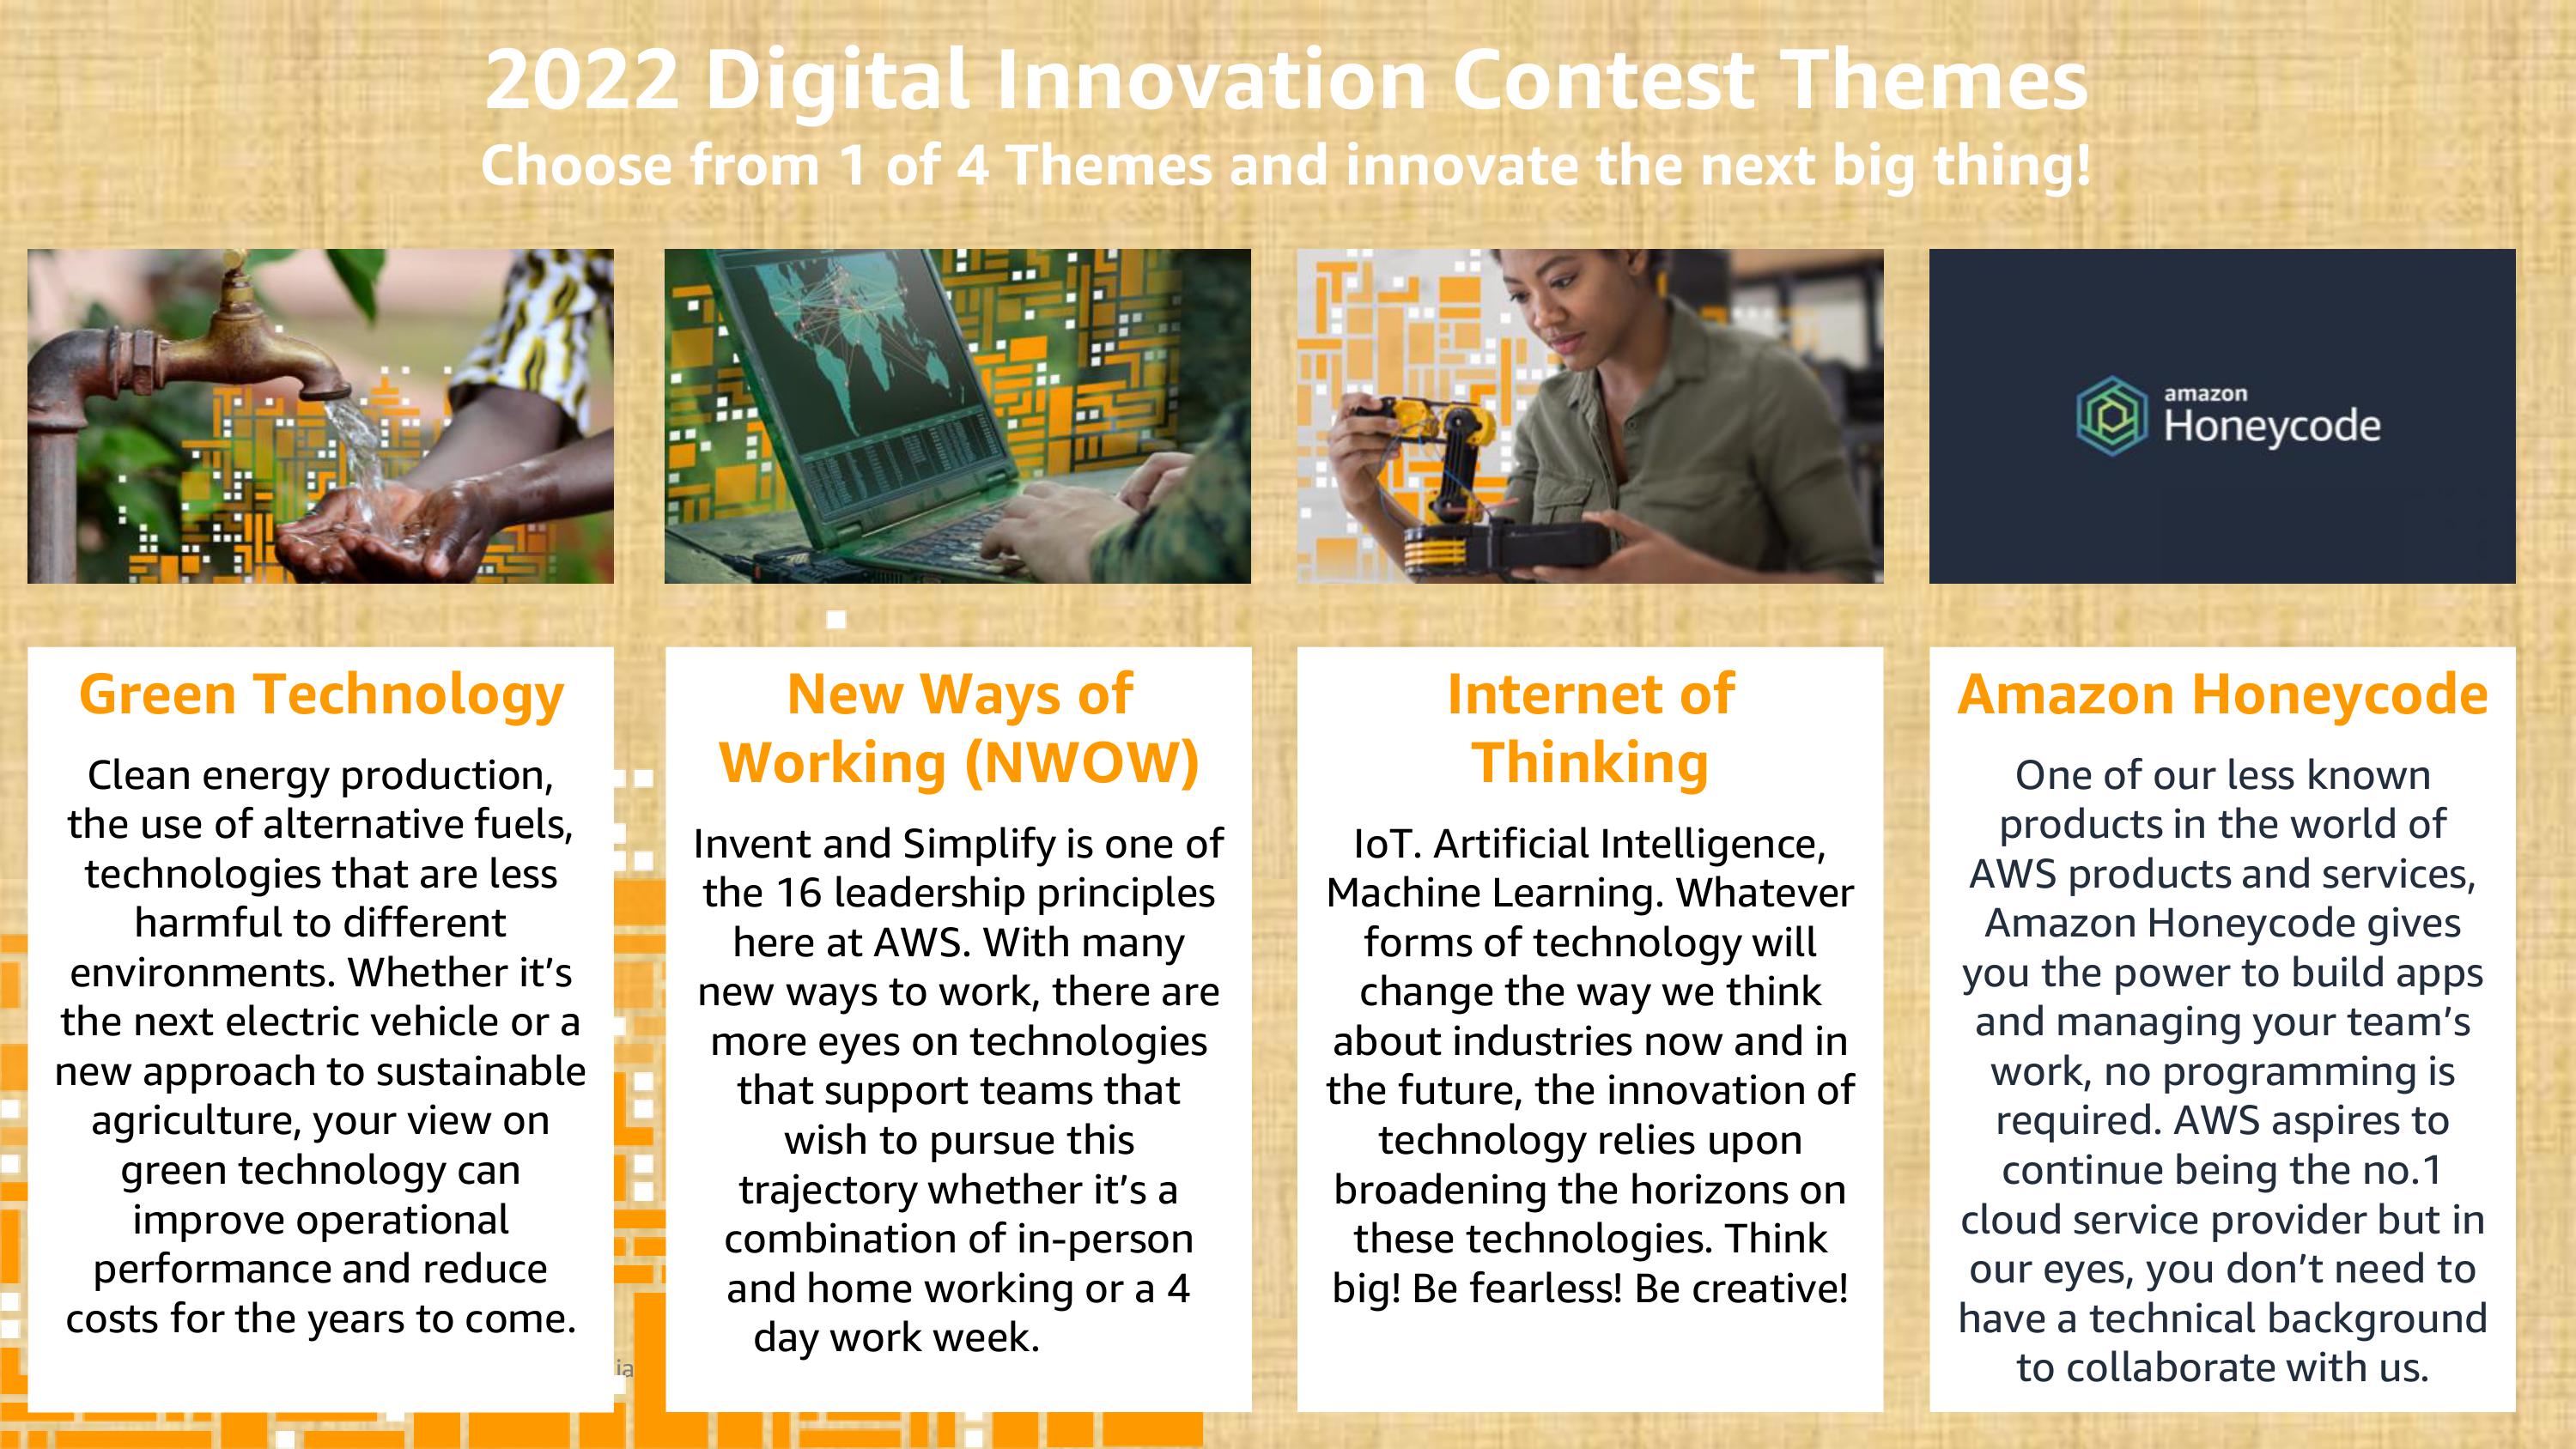 2022 Digital Innovation Contest Themes
Choose from 1 of 4 Themes and innovate the next big thing!
amazon
Honeycode
Green Technology
Clean energy production,
the use of alternative fuels,
technologies that are less
harmful to different
environments. Whether it’s
the next electric vehicle or a
new approach to sustainable
agriculture, your view on
green technology can
improve operational
performance and reduce
costs for the years to come.
New Ways of
Working (NWOW)
Invent and Simplify is one of
the 16 leadership principles
here at AWS. With many
new ways to work, there are
more eyes on technologies
that support teams that
wish to pursue this
trajectory whether it’s a
combination of in-person
and home working or a 4
day work week.
Internet of
Thinking
IoT. Artificial Intelligence,
Machine Learning. Whatever
forms of technology will
change the way we think
about industries now and in
the future, the innovation of
technology relies upon
broadening the horizons on
these technologies. Think
big! Be fearless! Be creative!
Amazon Honeycode
One of our less known
products in the world of
AWS products and services,
Amazon Honeycode gives
you the power to build apps
and managing your team’s
work, no programming is
required. AWS aspires to
continue being the no.1
cloud service provider but in
our eyes, you don’t need to
have a technical background
to collaborate with us.